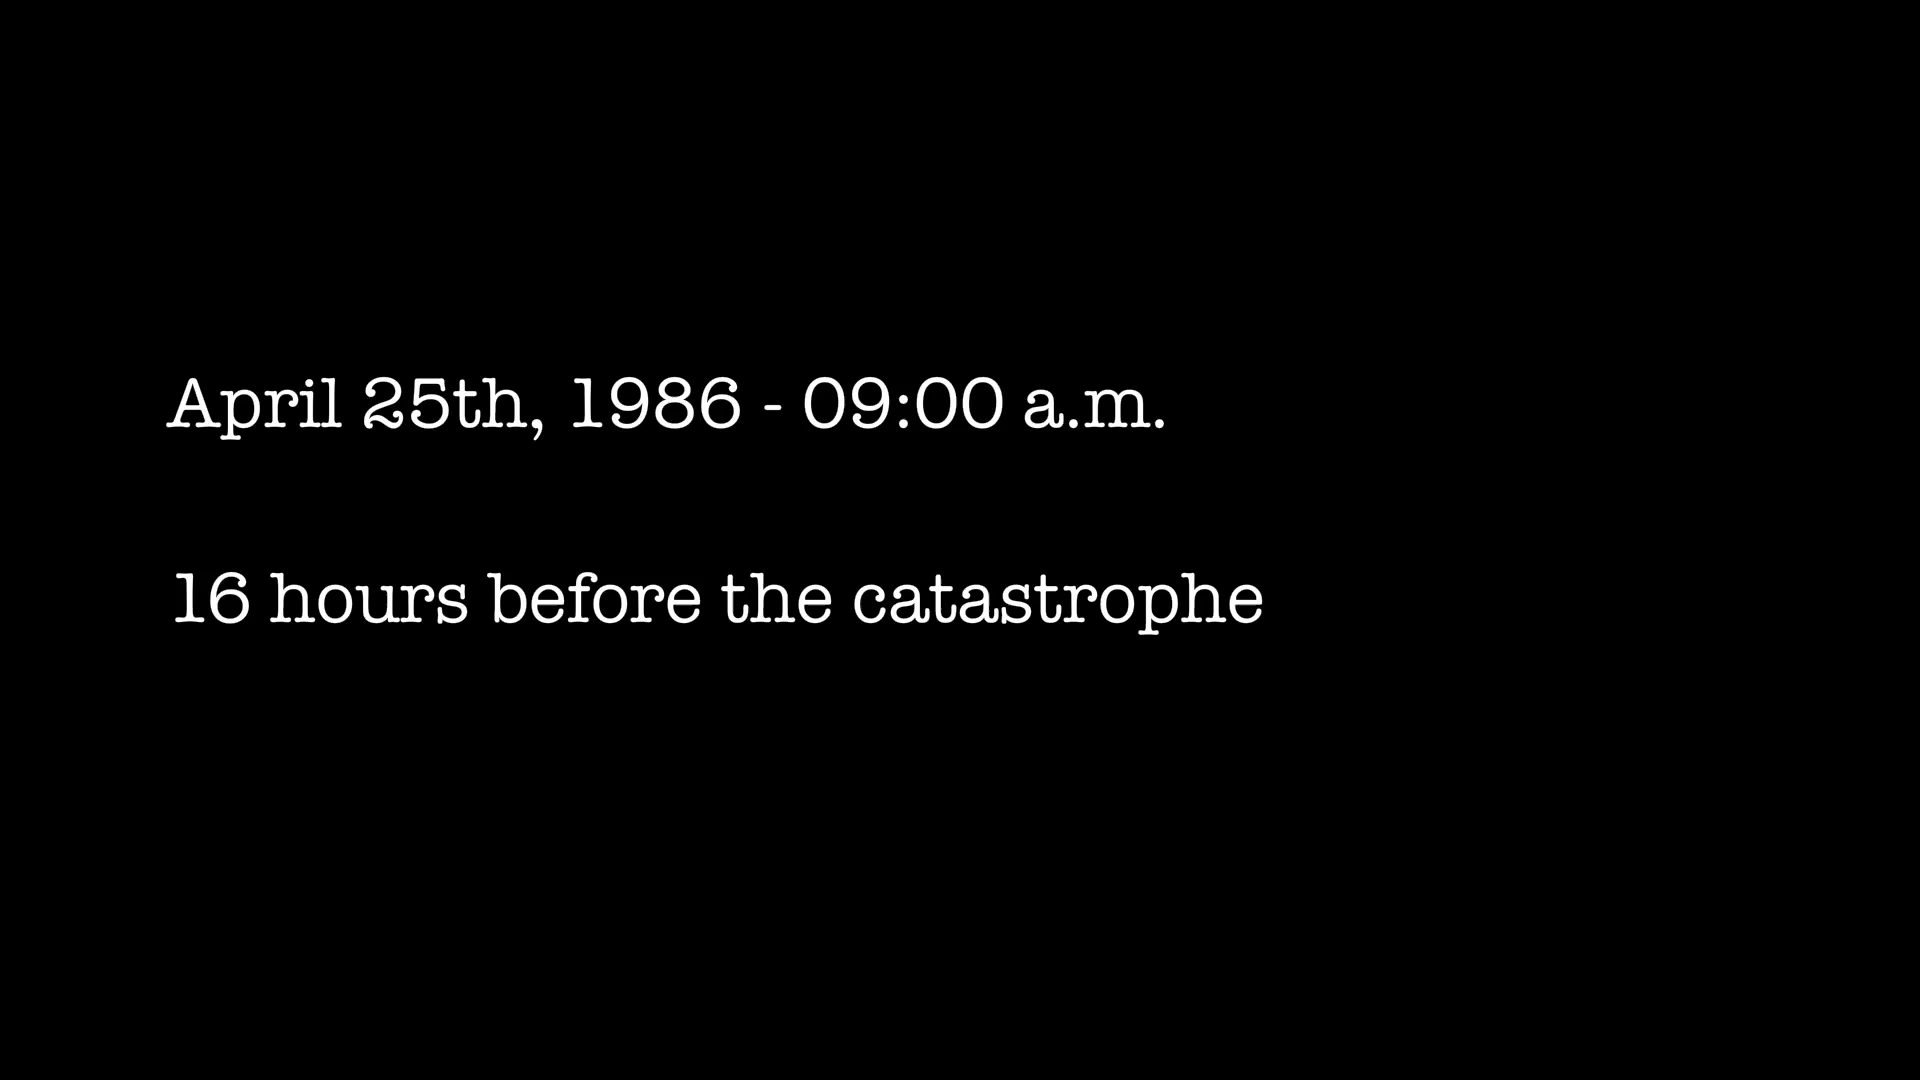 April 25th, 1986 - 09:00 a.m.
16 hours before the catastrophe